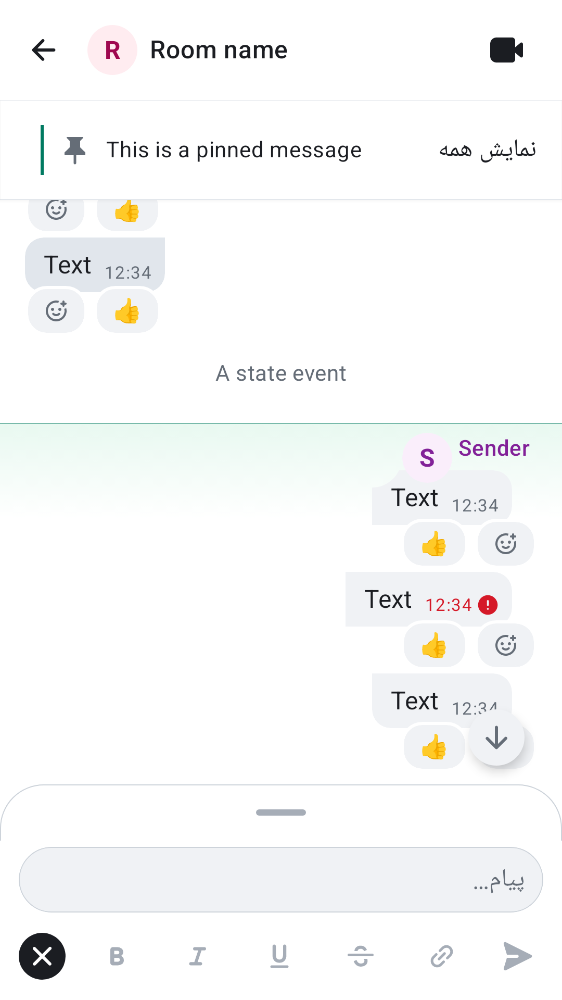 R Room name
This is a pinned message نمایش همه
Text 12:34
A state event
S Sender
Text 12:34
Text 12:34
Text 12:34
پیام…
B I U S